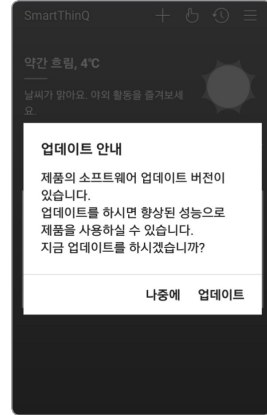 SmartThinQ
약간 흐림, 4℃
날씨가 맑아요. 야외 활동을 즐겨보세
요.
업데이트 안내
제품의 소프트웨어 업데이트 버전이
있습니다.
업데이트를 하시면 향상된 성능으로
제품을 사용하실 수 있습니다.
지금 업데이트를 하시겠습니까?
나중에 업데이트